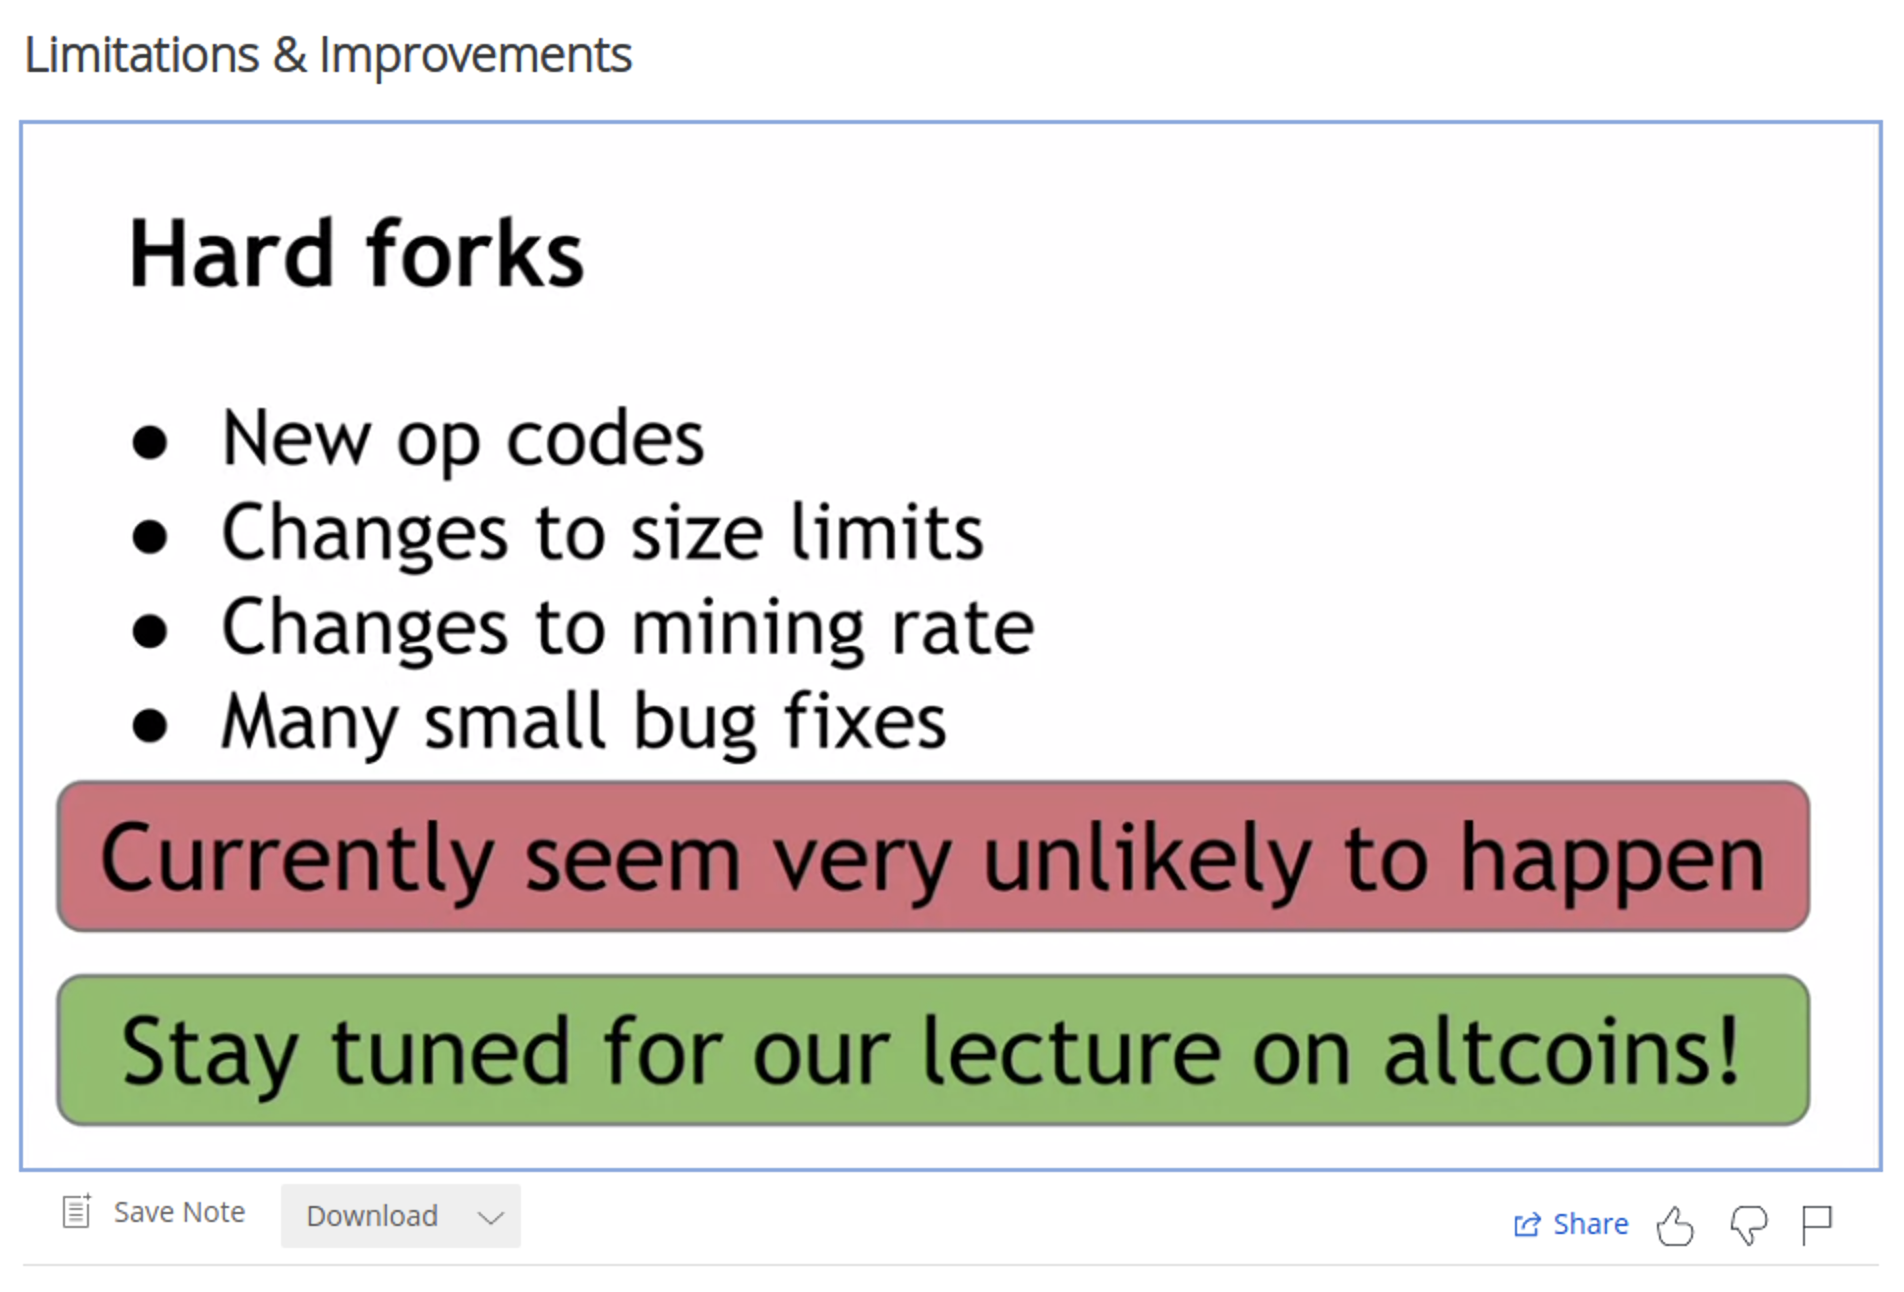 Limitations & Improvements
Hard forks
● New op codes
● Changes to size limits
● Changes to mining rate
● Many small bug fixes
Currently seem very unlikely to happen
Stay tuned for our lecture on altcoins!
Save Note
Download
Share